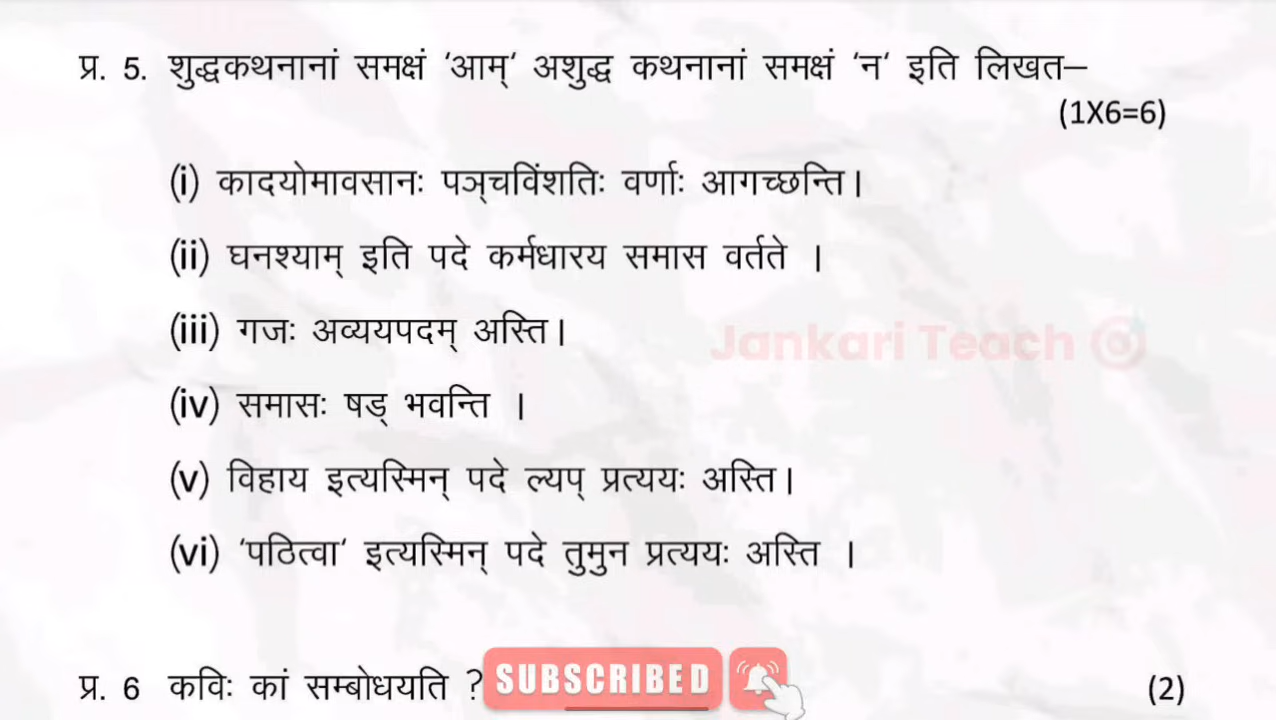 प्र. 5. शुद्धकथनानां समक्षं ‘आम्’ अशुद्ध कथनानां समक्षं ‘न’ इति लिखत–
(1X6=6)
(i) कादयोमावसानः पञ्चविंशतिः वर्णाः आगच्छन्ति।
(ii) घनश्याम् इति पदे कर्मधारय समास वर्तते ।
(iii) गजः अव्ययपदम् अस्ति।
Jankari Teach
(iv) समासः षड् भवन्ति ।
(v) विहाय इत्यस्मिन् पदे ल्यप् प्रत्ययः अस्ति।
(vi) ‘पठित्वा’ इत्यस्मिन् पदे तुमुन प्रत्ययः अस्ति ।
प्र. 6 कविः कां सम्बोधयति ? SUBSCRIBED (2)